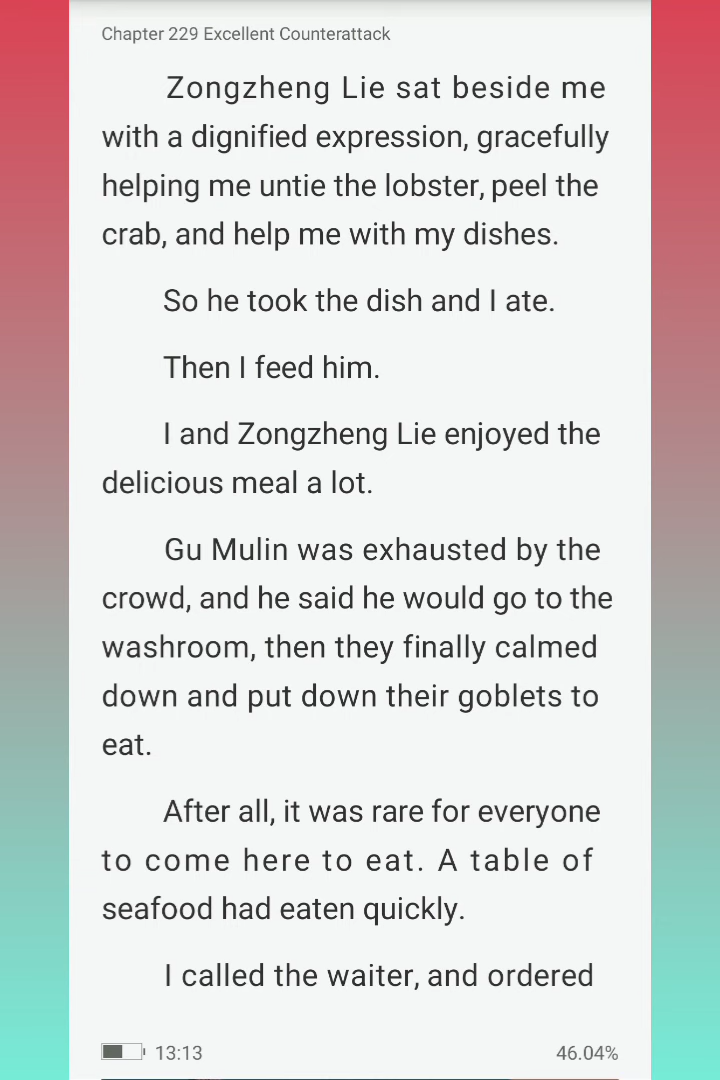 Chapter 229 Excellent Counterattack
Zongzheng Lie sat beside me
with a dignified expression, gracefully
helping me untie the lobster, peel the
crab, and help me with my dishes.
So he took the dish and I ate.
Then I feed him.
I and Zongzheng Lie enjoyed the
delicious meal a lot.
Gu Mulin was exhausted by the
crowd, and he said he would go to the
washroom, then they finally calmed
down and put down their goblets to
eat.
After all, it was rare for everyone
to come here to eat. A table of
seafood had eaten quickly.
I called the waiter, and ordered
13:13
46.04%